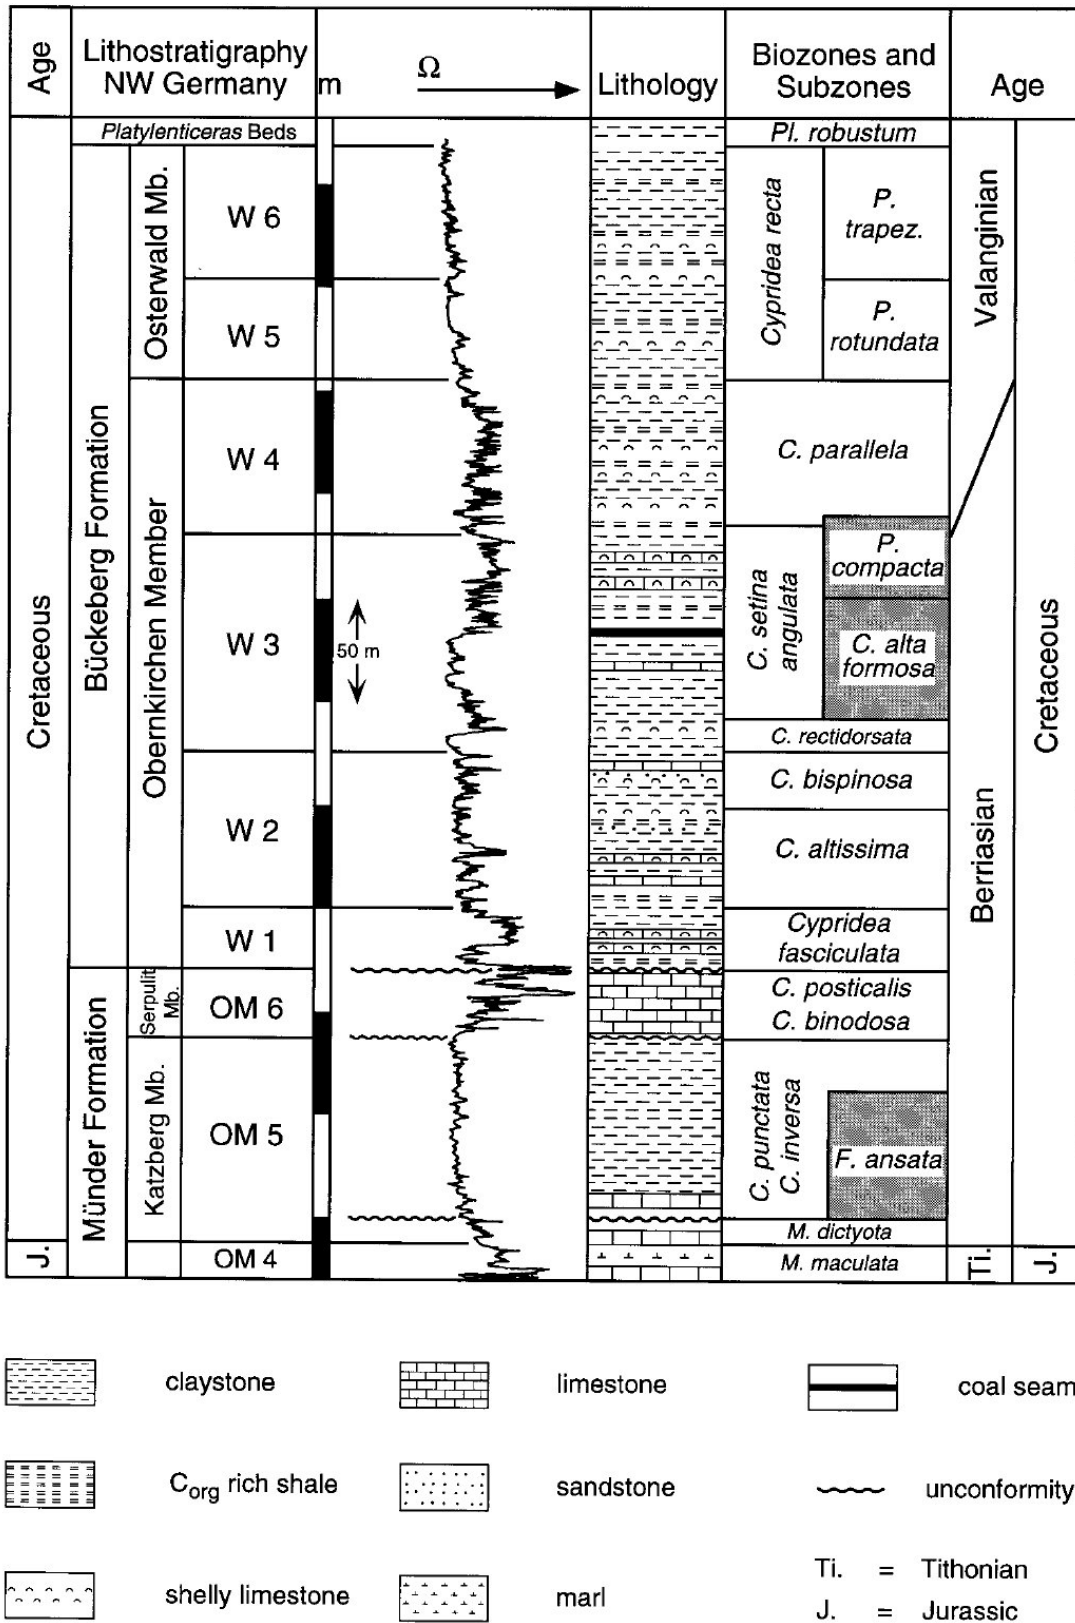 Age
Lithostratigraphy
NW Germany
m
Ω
Lithology
Biozones and
Subzones
Age
Platylenticeras Beds
Pl. robustum
Cretaceous
Bückeberg Formation
Osterwald Mb.
W 6
W 5
Cypridea recta
P.
trapez.
P.
rotundata
Valanginian
Obernkirchen Member
W 4
C. parallela
W 3
50 m
C. setina
angulata
P.
compacta
C. alta
formosa
C. rectidorsata
Cretaceous
W 2
C. bispinosa
C. altissima
Berriasian
W 1
Cypridea
fasciculata
Münder Formation
Serpulit
Mb.
OM 6
C. posticalis
C. binodosa
Katzberg Mb.
OM 5
C. punctata
C. inversa
F. ansata
M. dictyota
J.
OM 4
M. maculata
Ti.
J.
claystone
limestone
coal seam
Corg rich shale
sandstone
unconformity
shelly limestone
marl
Ti. = Tithonian
J. = Jurassic